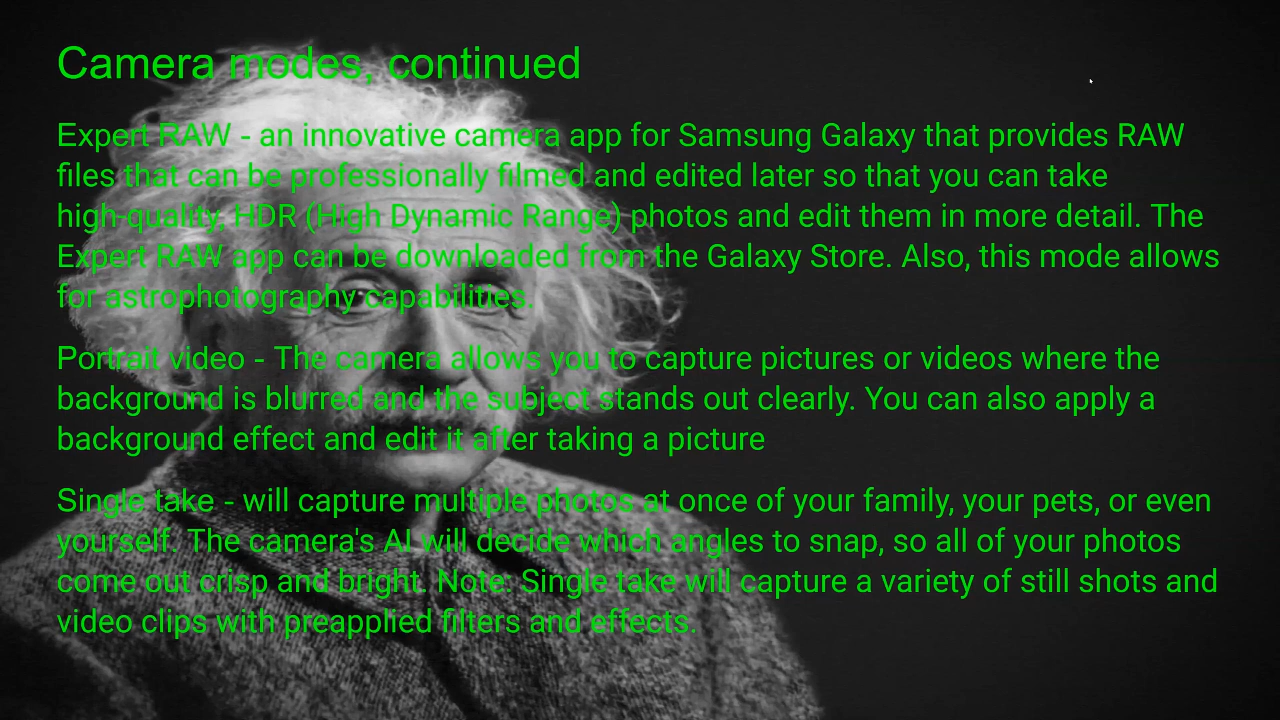 Camera modes, continued
Expert RAW - an innovative camera app for Samsung Galaxy that provides RAW
files that can be professionally filmed and edited later so that you can take
high-quality, HDR (High Dynamic Range) photos and edit them in more detail. The
Expert RAW app can be downloaded from the Galaxy Store. Also, this mode allows
for astrophotography capabilities.
Portrait video - The camera allows you to capture pictures or videos where the
background is blurred and the subject stands out clearly. You can also apply a
background effect and edit it after taking a picture
Single take - will capture multiple photos at once of your family, your pets, or even
yourself. The camera's AI will decide which angles to snap, so all of your photos
come out crisp and bright. Note: Single take will capture a variety of still shots and
video clips with preapplied filters and effects.